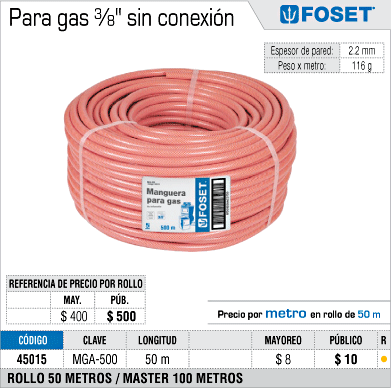 Para gas 3/8" sin conexión
FOSET®
Espesor de pared: 2.2 mm
Peso x metro: 116 g
Manguera
para gas
500 m
FOSET
REFERENCIA DE PRECIO POR ROLLO
MAY. PÚB.
$ 400 $ 500
Precio por metro en rollo de 50 m
CÓDIGO CLAVE LONGITUD MAYOREO PÚBLICO R
45015 MGA-500 50 m $ 8 $ 10
ROLLO 50 METROS / MASTER 100 METROS